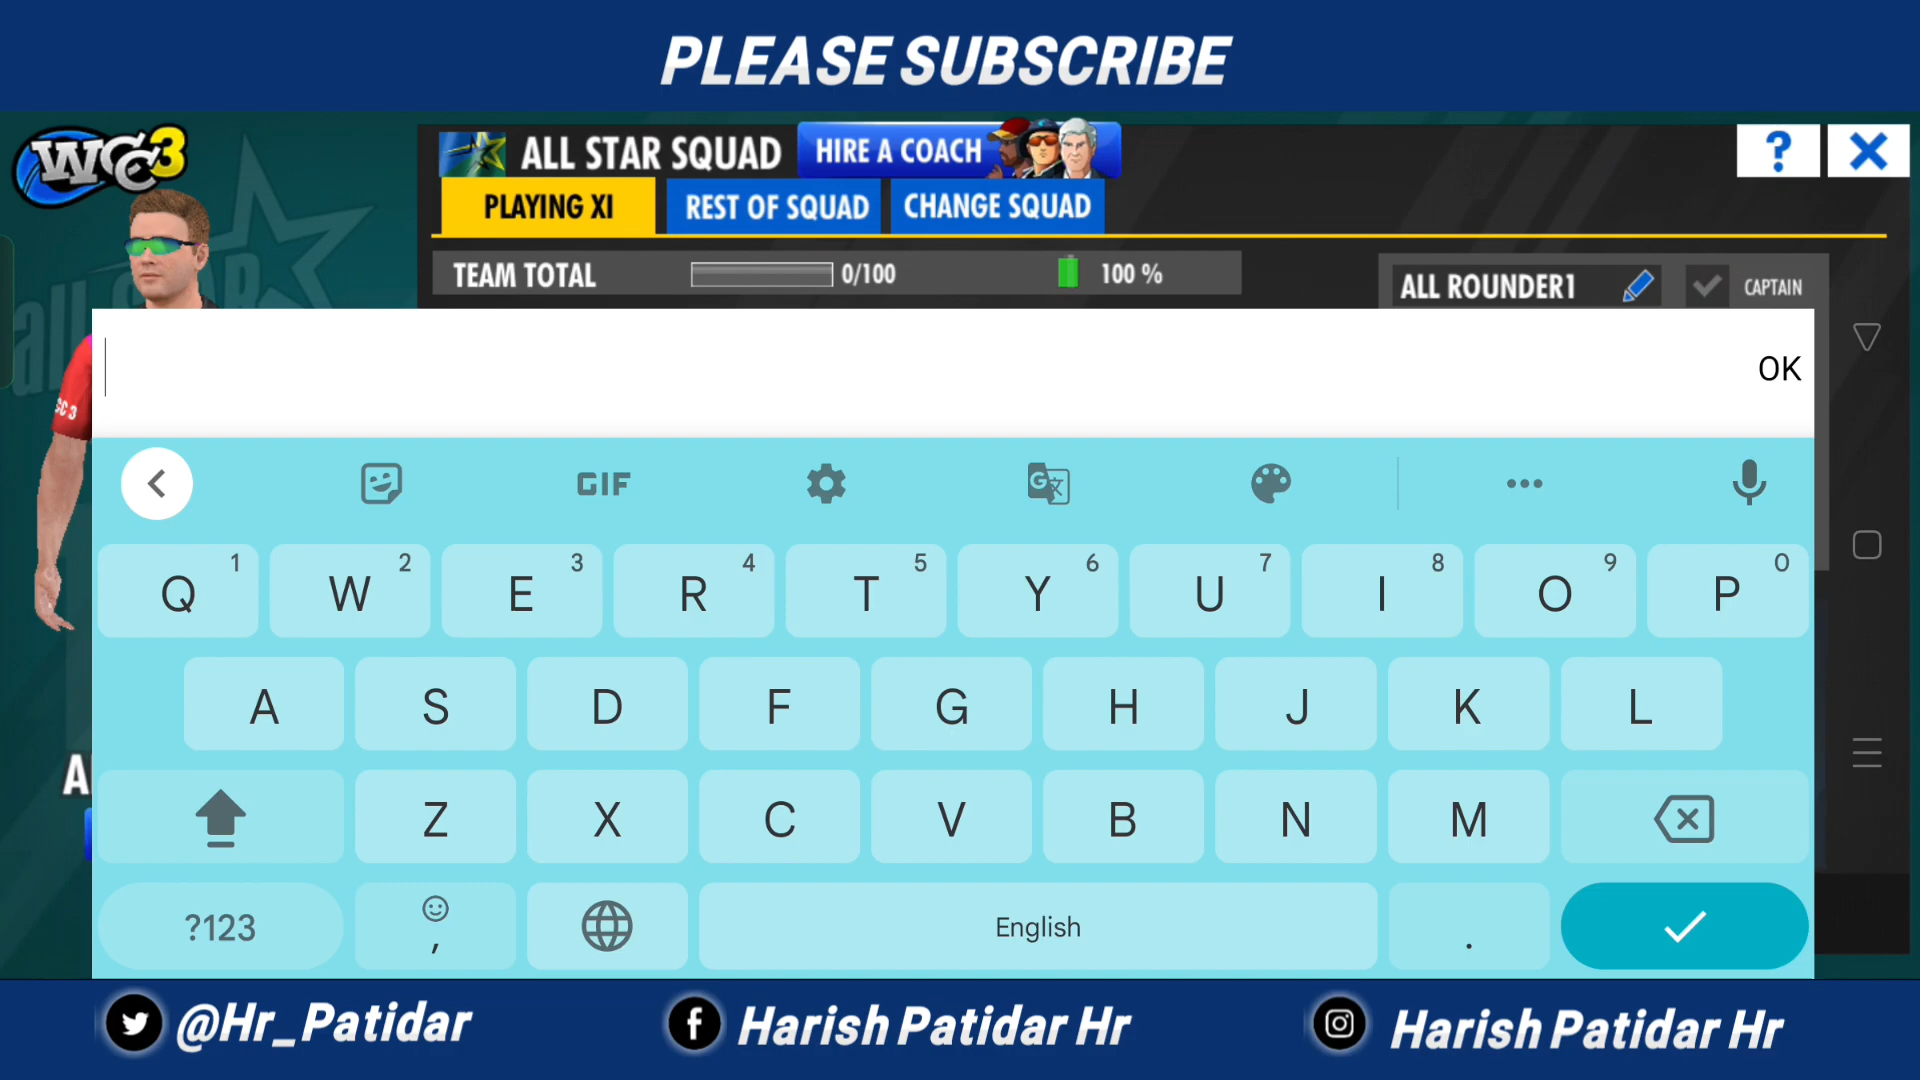 PLEASE SUBSCRIBE
WCC3
ALL STAR SQUAD
HIRE A COACH
? X
PLAYING XI
REST OF SQUAD
CHANGE SQUAD
TEAM TOTAL
0/100
100 %
ALL ROUNDER1
CAPTAIN
OK
GIF
Q 1 W 2 E 3 R 4 T 5 Y 6 U 7 I 8 O 9 P 0
A S D F G H J K L
Z X C V B N M
?123 , English .
@Hr_Patidar
Harish Patidar Hr
Harish Patidar Hr